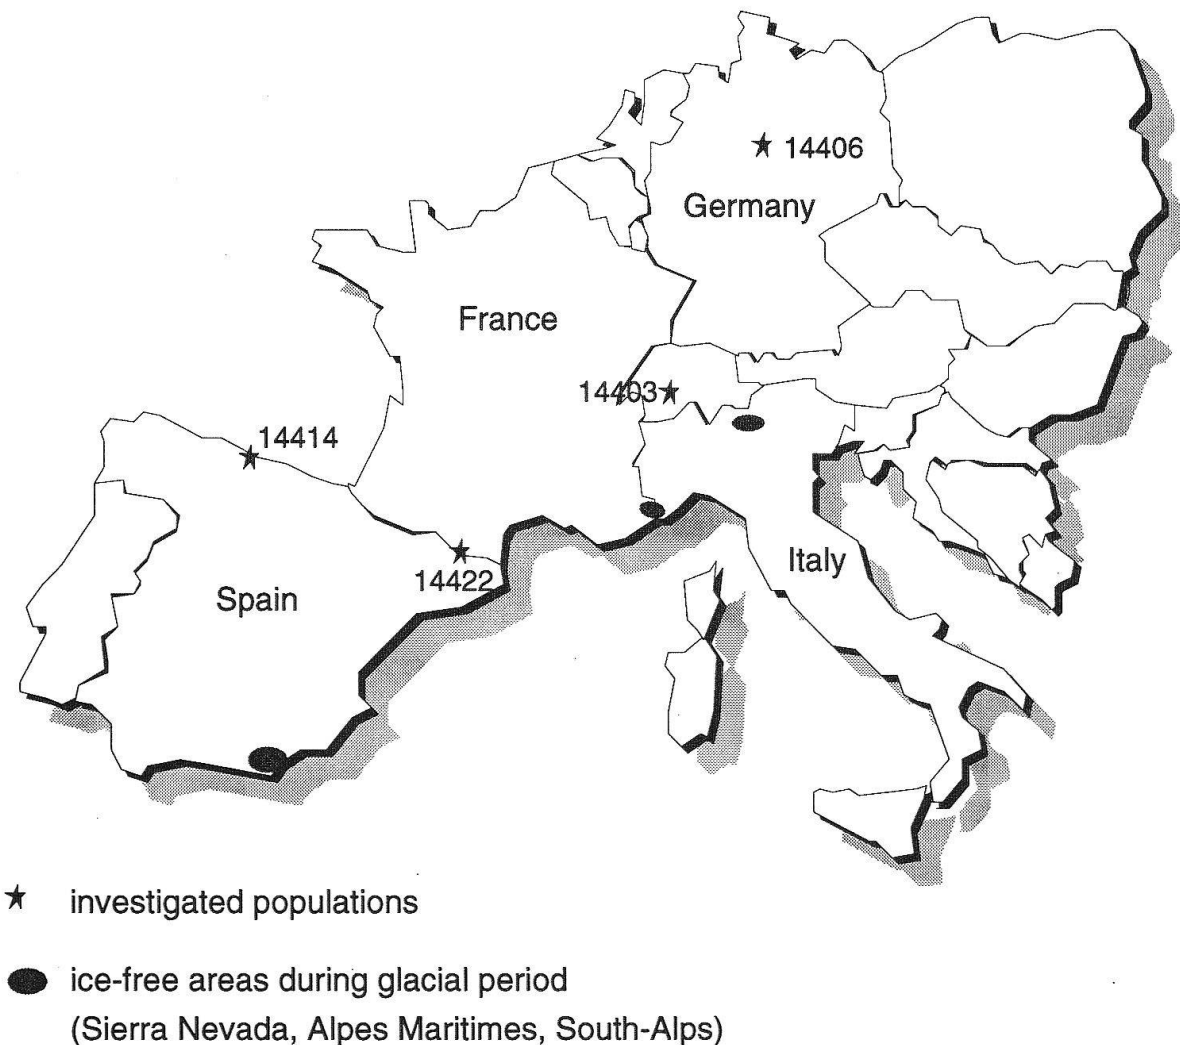 14406
Germany
France
14403
14414
14422
Spain
Italy
investigated populations
ice-free areas during glacial period
(Sierra Nevada, Alpes Maritimes, South-Alps)